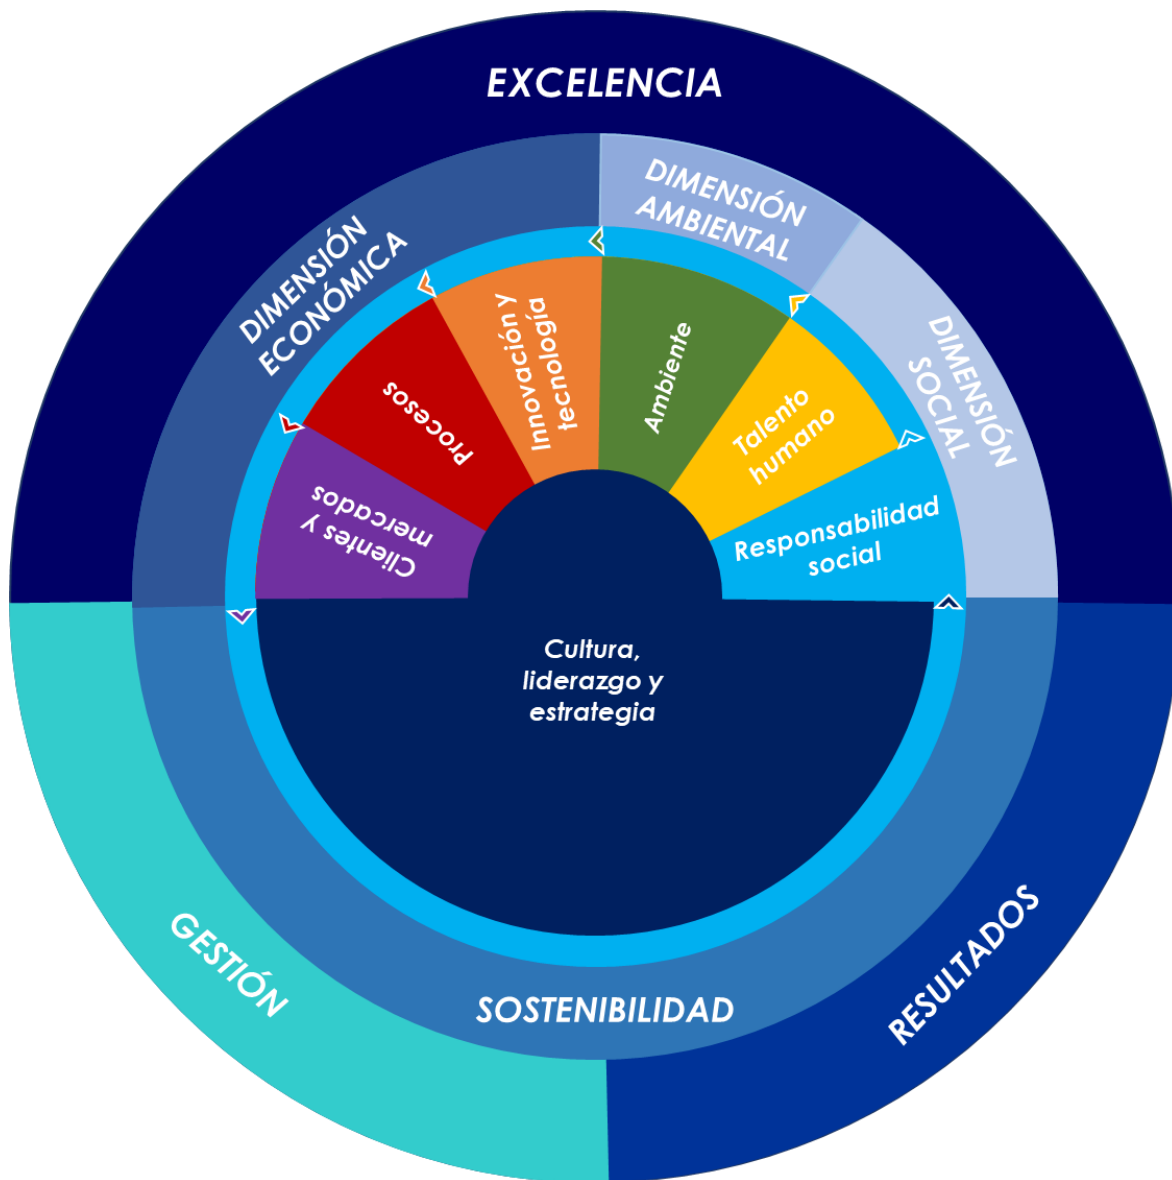 EXCELENCIA
DIMENSIÓN
AMBIENTAL
DIMENSIÓN
ECONÓMICA
DIMENSIÓN
SOCIAL
Innovación y
tecnología
Ambiente
Procesos
Talento
humano
Clientes y
mercados
Responsabilidad
social
Cultura,
liderazgo y
estrategia
GESTIÓN
SOSTENIBILIDAD
RESULTADOS